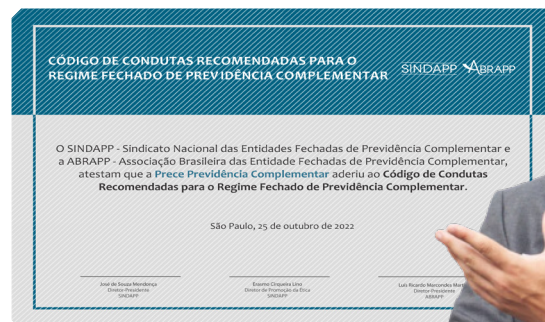 CÓDIGO DE CONDUTAS RECOMENDADAS PARA O
REGIME FECHADO DE PREVIDÊNCIA COMPLEMENTAR
SINDAPP ABRAPP
O SINDAPP - Sindicato Nacional das Entidades Fechadas de Previdência Complementar e
a ABRAPP - Associação Brasileira das Entidade Fechadas de Previdência Complementar,
atestam que a Prece Previdência Complementar aderiu ao Código de Condutas
Recomendadas para o Regime Fechado de Previdência Complementar.
São Paulo, 25 de outubro de 2022
José de Souza Mendonça
Diretor-Presidente
SINDAPP
Erasmo Cirqueira Lino
Diretor de Promoção da Ética
SINDAPP
Luís Ricardo Marcondes
Diretor-Presidente
ABRAPP